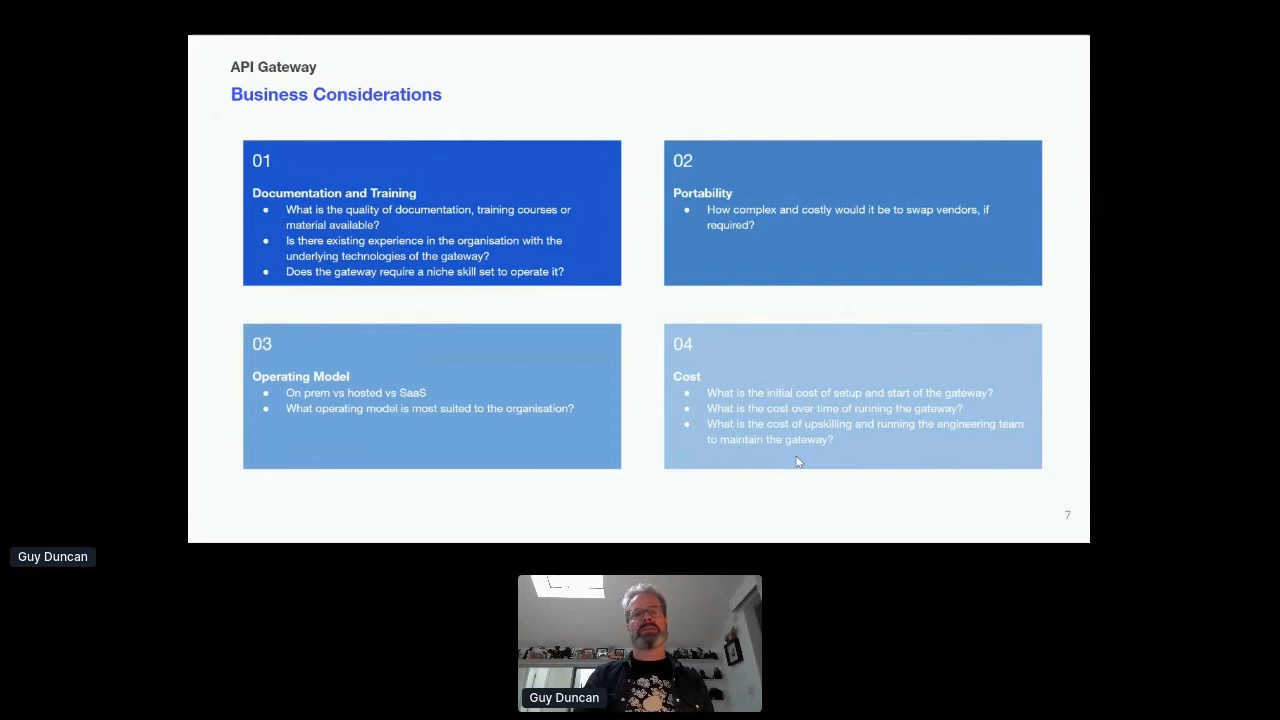 API Gateway
Business Considerations
01
Documentation and Training
● What is the quality of documentation, training courses or
material available?
● Is there existing experience in the organisation with the
underlying technologies of the gateway?
● Does the gateway require a niche skill set to operate it?
02
Portability
● How complex and costly would it be to swap vendors, if
required?
03
Operating Model
● On prem vs hosted vs SaaS
● What operating model is most suited to the organisation?
04
Cost
● What is the initial cost of setup and start of the gateway?
● What is the cost over time of running the gateway?
● What is the cost of upskilling and running the engineering team
to maintain the gateway?
7
Guy Duncan
Guy Duncan